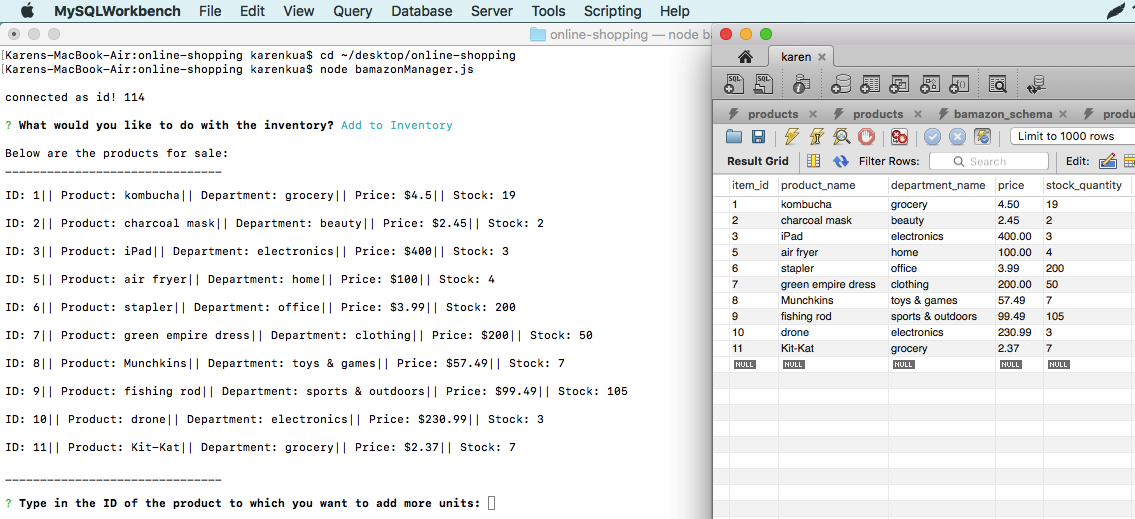 MySQLWorkbench File Edit View Query Database Server Tools Scripting Help
online-shopping — node ba
[Karens-MacBook-Air:online-shopping karenkua$ cd ~/desktop/online-shopping
[Karens-MacBook-Air:online-shopping karenkua$ node bamazonManager.js
connected as id! 114
? What would you like to do with the inventory? Add to Inventory
Below are the products for sale:
_______________________________
ID: 1|| Product: kombucha|| Department: grocery|| Price: $4.5|| Stock: 19
ID: 2|| Product: charcoal mask|| Department: beauty|| Price: $2.45|| Stock: 2
ID: 3|| Product: iPad|| Department: electronics|| Price: $400|| Stock: 3
ID: 5|| Product: air fryer|| Department: home|| Price: $100|| Stock: 4
ID: 6|| Product: stapler|| Department: office|| Price: $3.99|| Stock: 200
ID: 7|| Product: green empire dress|| Department: clothing|| Price: $200|| Stock: 50
ID: 8|| Product: Munchkins|| Department: toys & games|| Price: $57.49|| Stock: 7
ID: 9|| Product: fishing rod|| Department: sports & outdoors|| Price: $99.49|| Stock: 105
ID: 10|| Product: drone|| Department: electronics|| Price: $230.99|| Stock: 3
ID: 11|| Product: Kit-Kat|| Department: grocery|| Price: $2.37|| Stock: 7
_______________________________
? Type in the ID of the product to which you want to add more units:
karen
SQL SQL
products products bamazon_schema produ
Limit to 1000 rows
Result Grid Filter Rows: Search Edit:
item_id product_name department_name price stock_quantity
1 kombucha grocery 4.50 19
2 charcoal mask beauty 2.45 2
3 iPad electronics 400.00 3
5 air fryer home 100.00 4
6 stapler office 3.99 200
7 green empire dress clothing 200.00 50
8 Munchkins toys & games 57.49 7
9 fishing rod sports & outdoors 99.49 105
10 drone electronics 230.99 3
11 Kit-Kat grocery 2.37 7
NULL NULL NULL NULL NULL